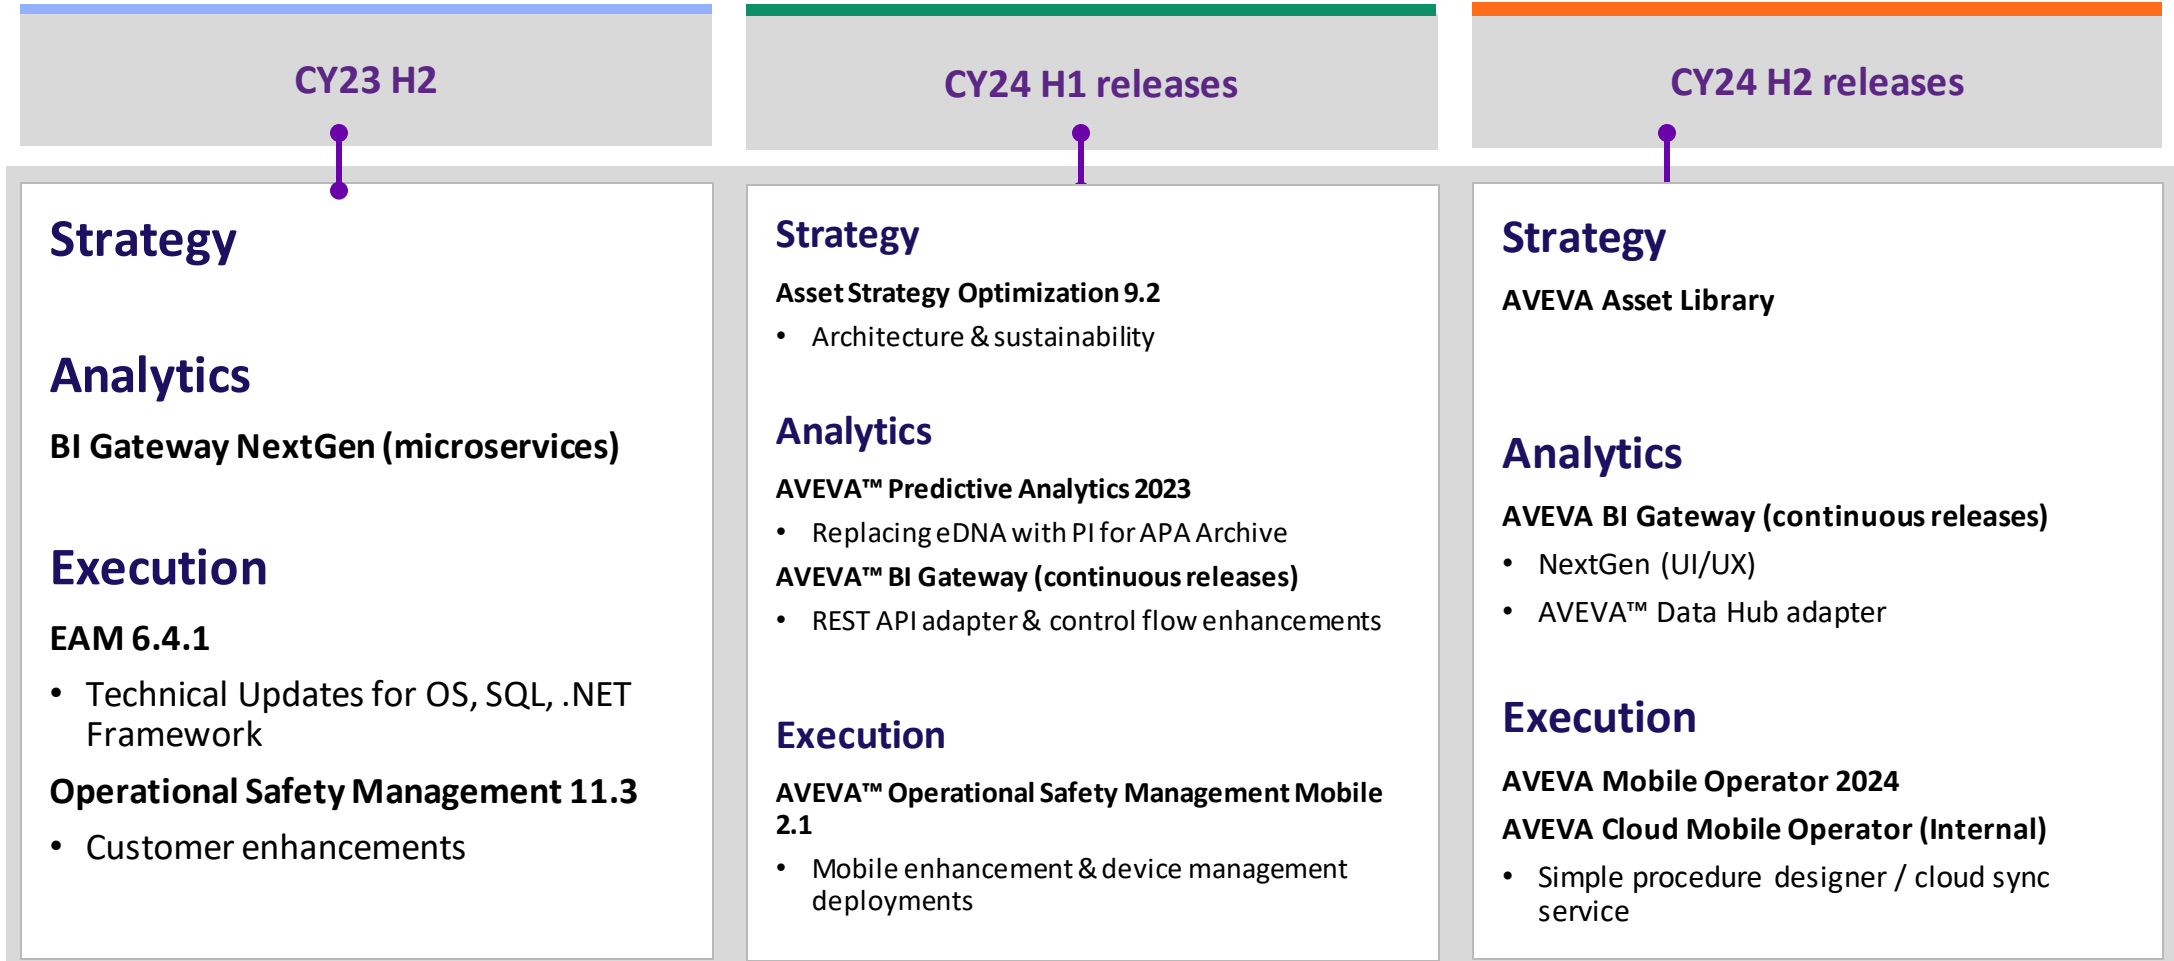 CY23 H2
Strategy
Analytics
BI Gateway NextGen (microservices)
Execution
EAM 6.4.1
• Technical Updates for OS, SQL, .NET
Framework
Operational Safety Management 11.3
• Customer enhancements
CY24 H1 releases
Strategy
Asset Strategy Optimization 9.2
• Architecture & sustainability
Analytics
AVEVA™ Predictive Analytics 2023
• Replacing eDNA with PI for APA Archive
AVEVA™ BI Gateway (continuous releases)
• REST API adapter & control flow enhancements
Execution
AVEVA™ Operational Safety Management Mobile
2.1
• Mobile enhancement & device management
deployments
CY24 H2 releases
Strategy
AVEVA Asset Library
Analytics
AVEVA BI Gateway (continuous releases)
• NextGen (UI/UX)
• AVEVA™ Data Hub adapter
Execution
AVEVA Mobile Operator 2024
AVEVA Cloud Mobile Operator (Internal)
• Simple procedure designer / cloud sync
service